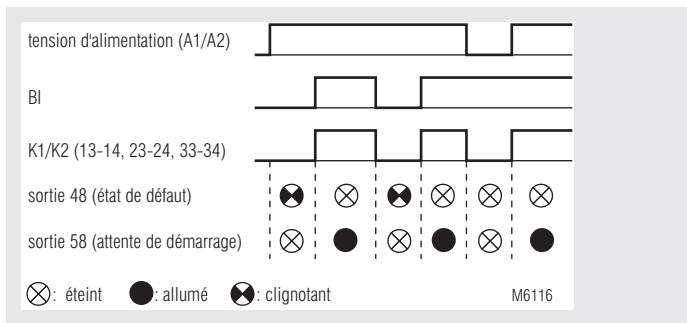 tension d'alimentation (A1/A2)
BI
K1/K2 (13-14, 23-24, 33-34)
sortie 48 (état de défaut)
sortie 58 (attente de démarrage)
: éteint : allumé : clignotant M6116